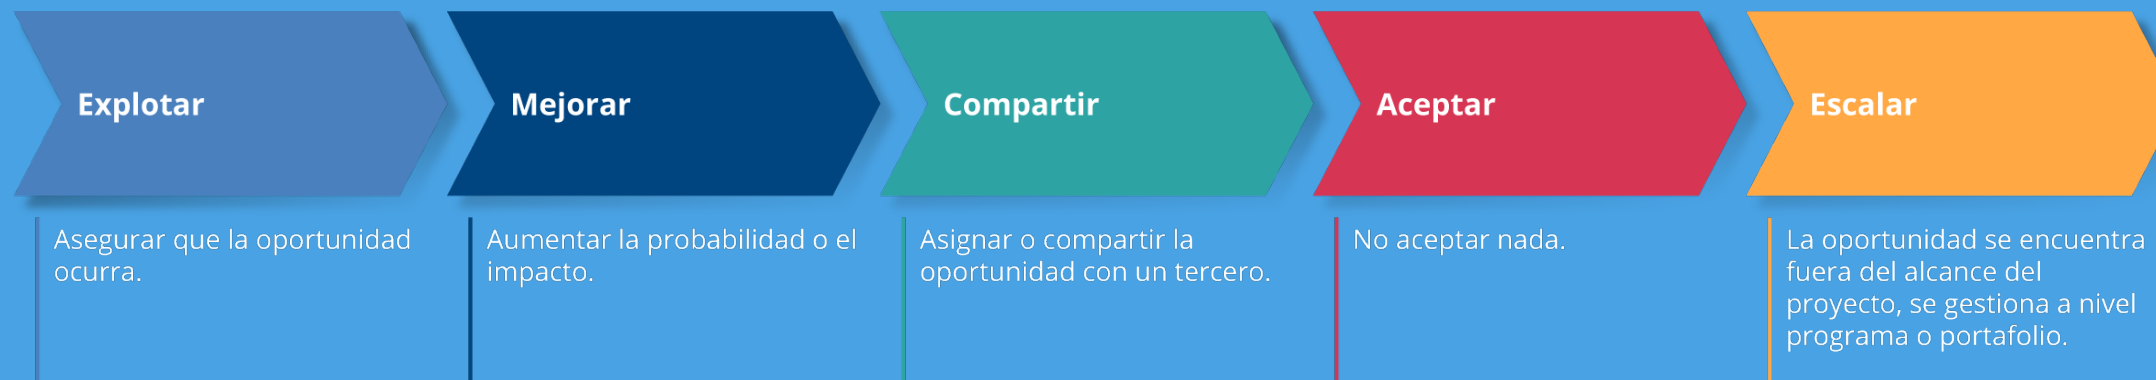 Explotar
Asegurar que la oportunidad
ocurra.
Mejorar
Aumentar la probabilidad o el
impacto.
Compartir
Asignar o compartir la
oportunidad con un tercero.
Aceptar
No aceptar nada.
Escalar
La oportunidad se encuentra
fuera del alcance del
proyecto, se gestiona a nivel
programa o portafolio.